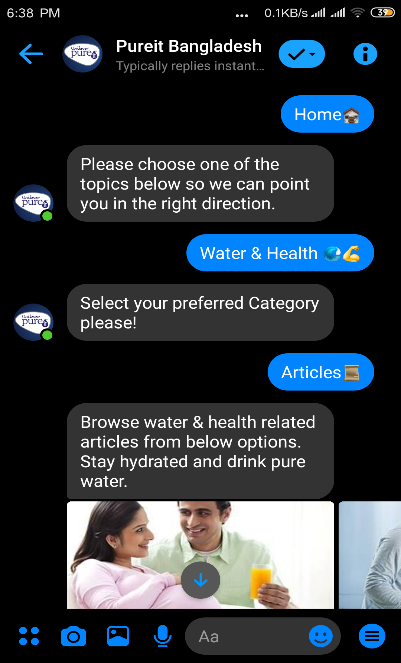 6:38 PM ... 0.1KB/s 39
Pureit Bangladesh
Typically replies instant...
Home🏠
Please choose one of the
topics below so we can point
you in the right direction.
Water & Health 🌏💪
Select your preferred Category
please!
Articles📜
Browse water & health related
articles from below options.
Stay hydrated and drink pure
water.
Aa